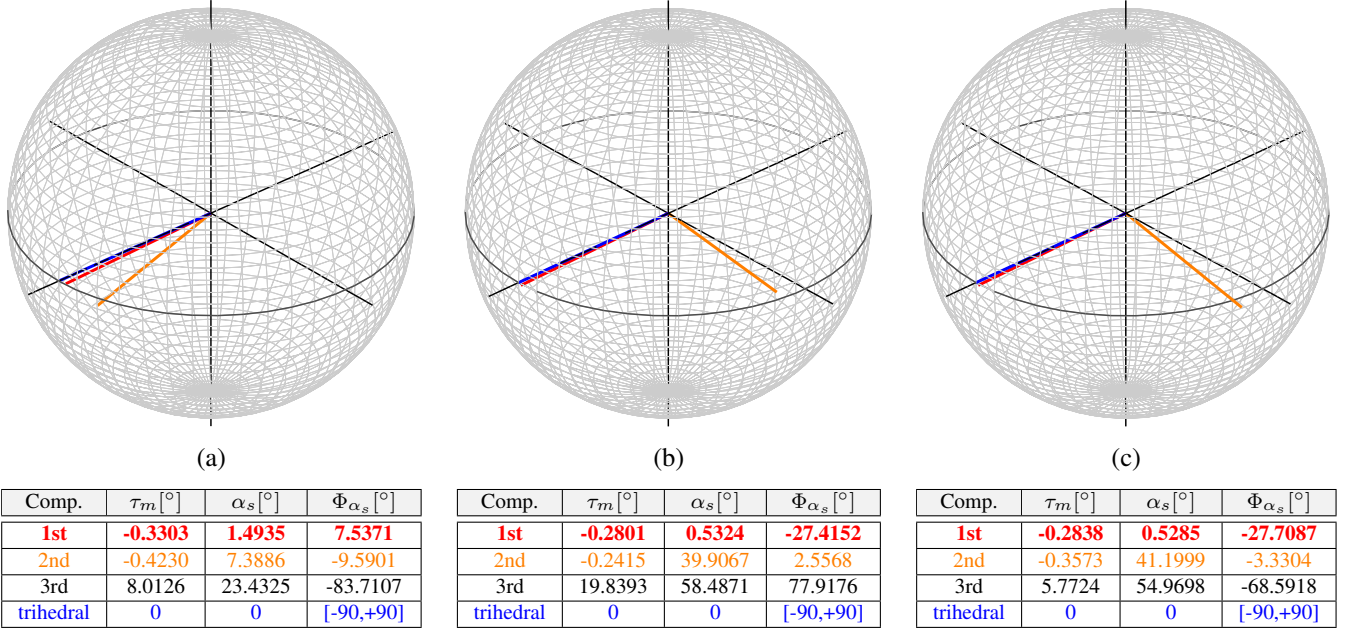 (a) (b) (c)
Comp. τm[°] αs[°] Φαs[°]
1st -0.3303 1.4935 7.5371
2nd -0.4230 7.3886 -9.5901
3rd 8.0126 23.4325 -83.7107
trihedral 0 0 [-90,+90]
Comp. τm[°] αs[°] Φαs[°]
1st -0.2801 0.5324 -27.4152
2nd -0.2415 39.9067 2.5568
3rd 19.8393 58.4871 77.9176
trihedral 0 0 [-90,+90]
Comp. τm[°] αs[°] Φαs[°]
1st -0.2838 0.5285 -27.7087
2nd -0.3573 41.1999 -3.3304
3rd 5.7724 54.9698 -68.5918
trihedral 0 0 [-90,+90]